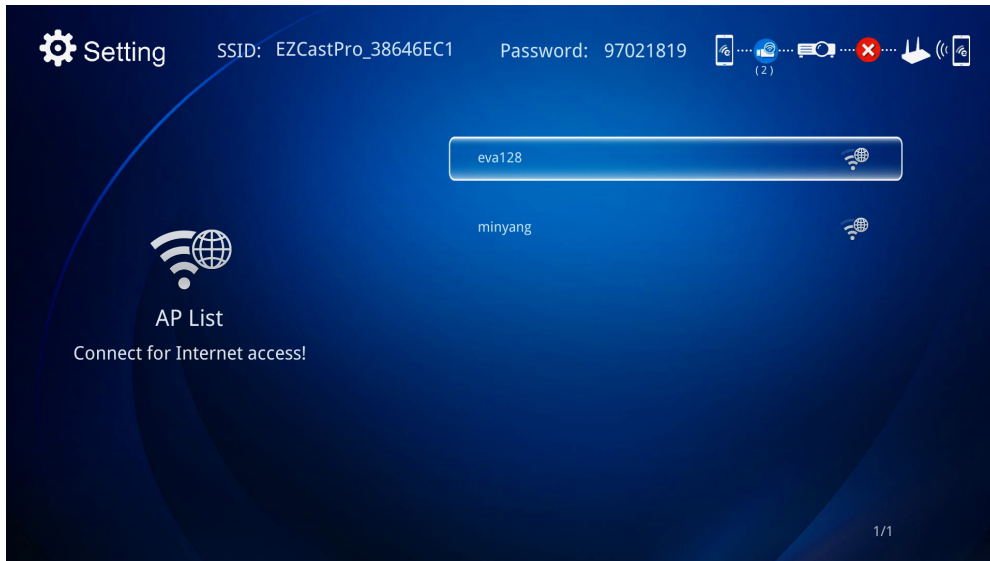 Setting SSID: EZCastPro_38646EC1 Password: 97021819
(2)
eva128
minyang
AP List
Connect for Internet access!
1/1